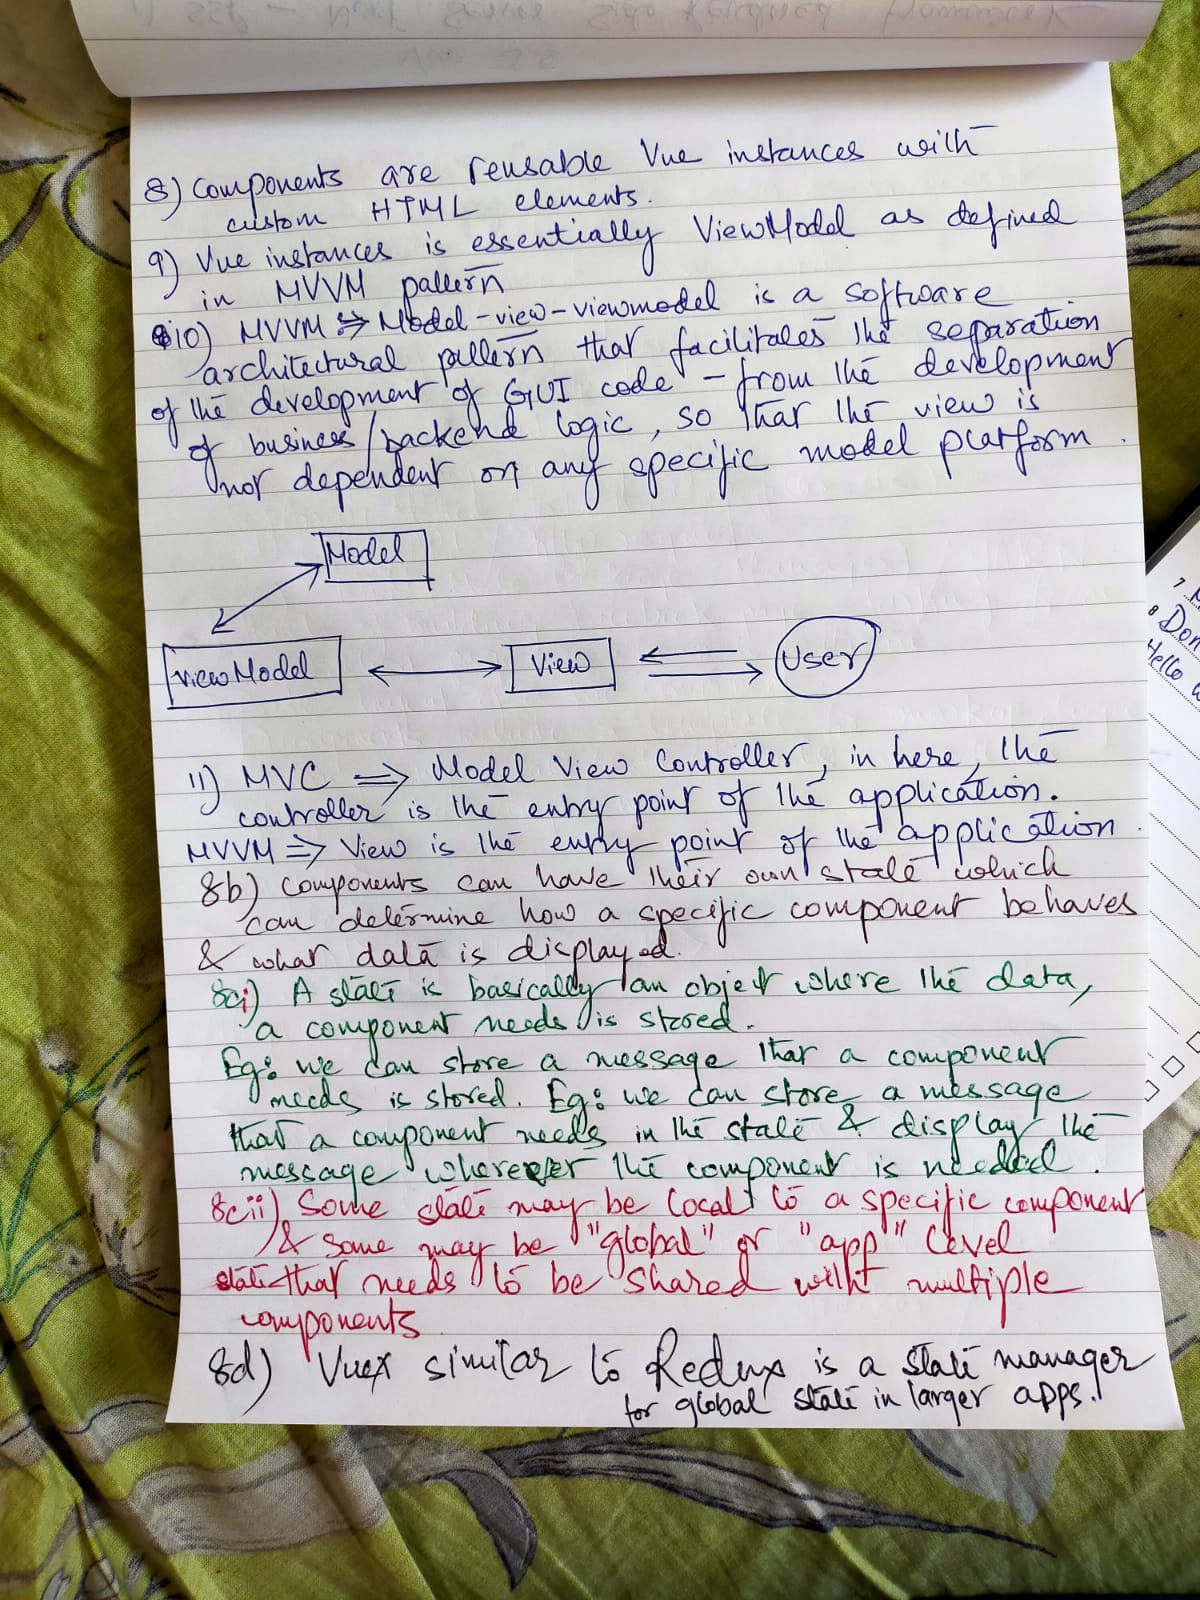 8) Components are reusable Vue instances with
custom HTML elements.
9) Vue instances is essentially ViewModel as defined
in MVVM pattern
10) MVVM => Model-view-viewmodel is a software
architectural pattern that facilitates the separation
of the development of GUI code - from the development
of business/backend logic, so that the view is
not dependent on any specific model platform.
Model
viewModel View User
11) MVC => Model View Controller, in here, the
controller is the entry point of the application.
MVVM => View is the entry point of the application.
8b) Components can have their own state which
can determine how a specific component behaves
& what data is displayed.
8ci) A state is basically an object where the data,
a component needs is stored.
Eg: we can store a message that a component
needs is stored. Eg: we can store a message
that a component needs in the state & display the
message wherever the component is needed.
8cii) Some state may be local to a specific component
& some may be "global" or "app" level
state that needs to be shared with multiple
components
8d) Vuex similar to Redux is a state manager
for global state in larger apps.
7
8 Don
Hello